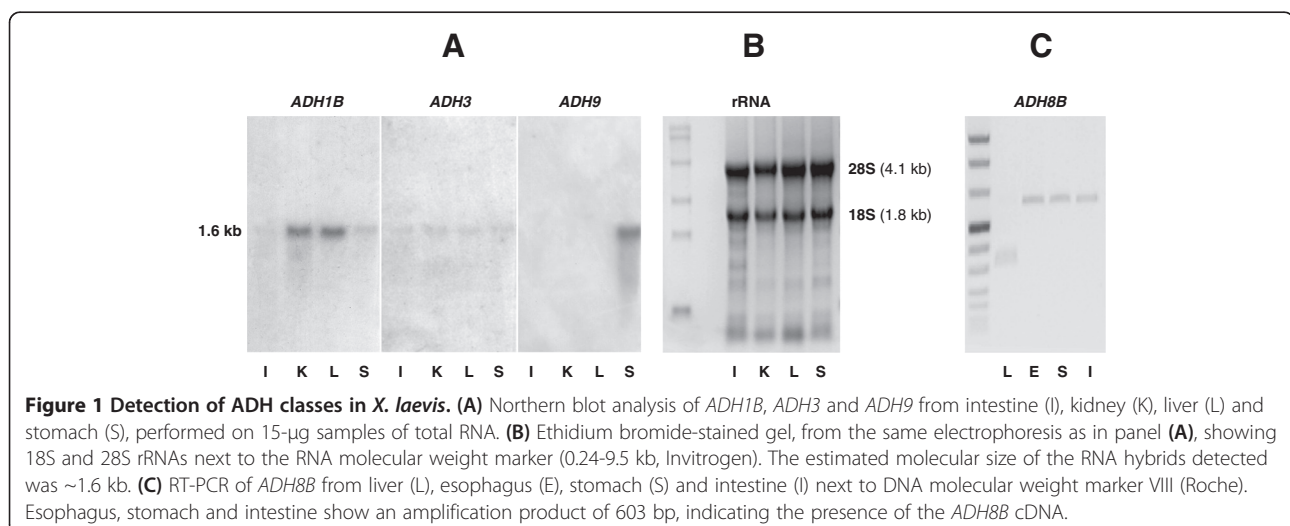 A B C
ADH1B ADH3 ADH9 rRNA ADH8B
28S (4.1 kb)
18S (1.8 kb)
1.6 kb
I K L S I K L S I K L S I K L S L E S I
Figure 1 Detection of ADH classes in X. laevis. (A) Northern blot analysis of ADH1B, ADH3 and ADH9 from intestine (I), kidney (K), liver (L) and
stomach (S), performed on 15-μg samples of total RNA. (B) Ethidium bromide-stained gel, from the same electrophoresis as in panel (A), showing
18S and 28S rRNAs next to the RNA molecular weight marker (0.24-9.5 kb, Invitrogen). The estimated molecular size of the RNA hybrids detected
was ~1.6 kb. (C) RT-PCR of ADH8B from liver (L), esophagus (E), stomach (S) and intestine (I) next to DNA molecular weight marker VIII (Roche).
Esophagus, stomach and intestine show an amplification product of 603 bp, indicating the presence of the ADH8B cDNA.